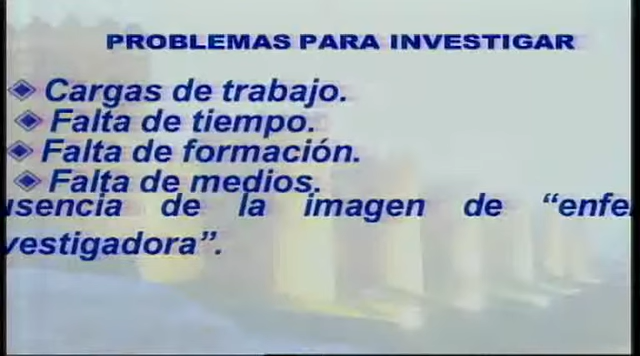 PROBLEMAS PARA INVESTIGAR
Cargas de trabajo.
Falta de tiempo.
Falta de formación.
Falta de medios.
usencia de la imagen de “enfe
vestigadora”.